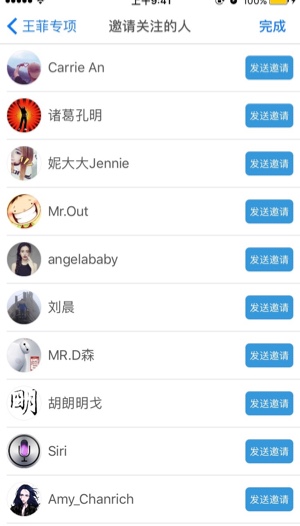 上午9:41 100%
王菲专项 邀请关注的人 完成
Carrie An 发送邀请
诸葛孔明 发送邀请
妮大大Jennie 发送邀请
Mr.Out 发送邀请
angelababy 发送邀请
刘晨 发送邀请
MR.D森 发送邀请
胡朗明戈 发送邀请
Siri 发送邀请
Amy_Chanrich 发送邀请